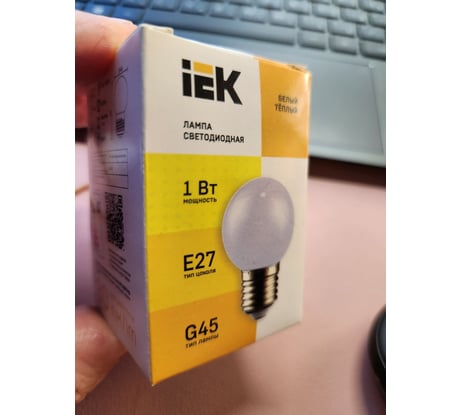 IEK
БЕЛЫЙ
ТЁПЛЫЙ
ЛАМПА
СВЕТОДИОДНАЯ
1 Вт
МОЩНОСТЬ
E27
ТИП ЦОКОЛЯ
G45
ТИП ЛАМПЫ